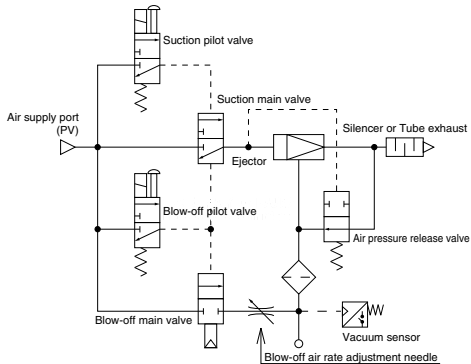 Suction pilot valve
Suction main valve
Air supply port
(PV)
Silencer or Tube exhaust
Ejector
Blow-off pilot valve
Air pressure release valve
Blow-off main valve
Vacuum sensor
Blow-off air rate adjustment needle